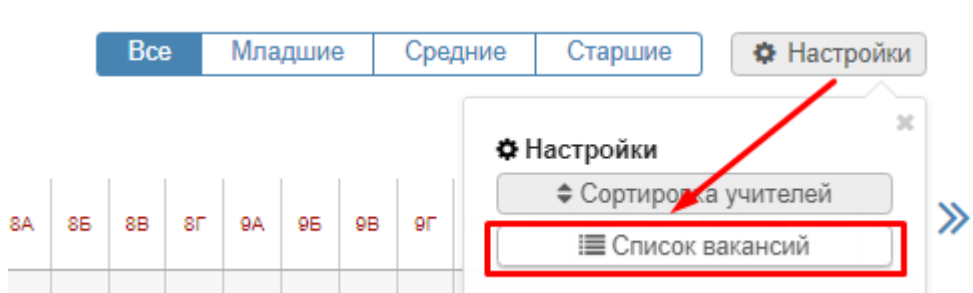 Все Младшие Средние Старшие Настройки
Настройки
Сортировка учителей
8А 8Б 8В 8Г 9А 9Б 9В 9Г
Список вакансий